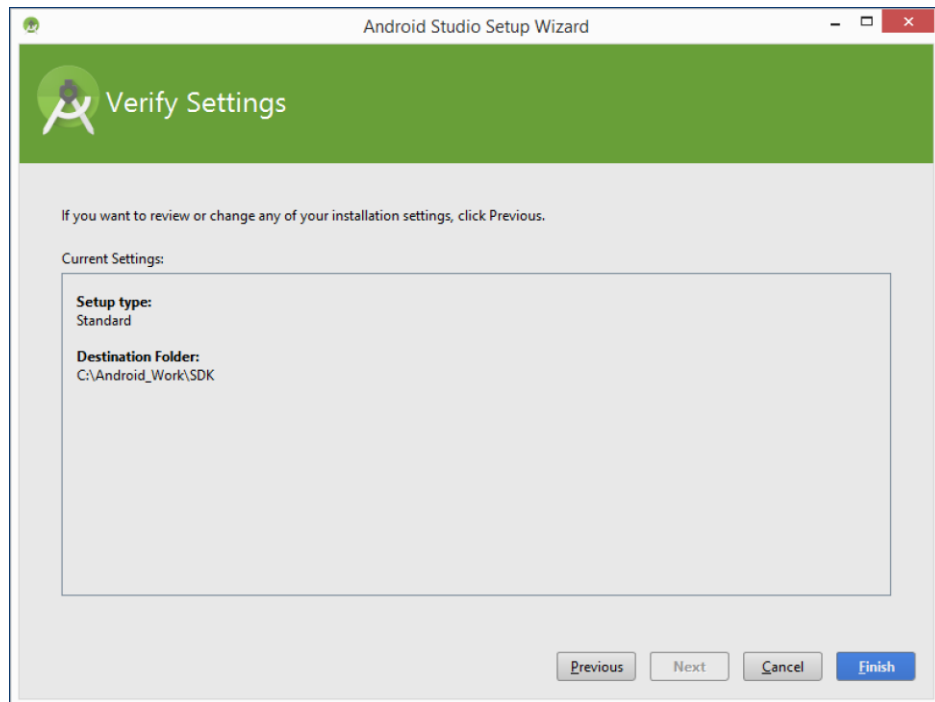 Android Studio Setup Wizard
Verify Settings
If you want to review or change any of your installation settings, click Previous.
Current Settings:
Setup type:
Standard
Destination Folder:
C:\Android_Work\SDK
Previous Next Cancel Finish